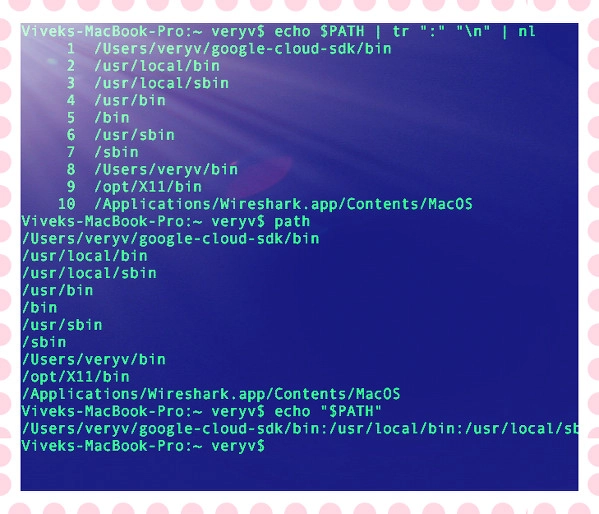 Viveks-MacBook-Pro:~ veryv$ echo $PATH | tr ":" "\n" | nl
1 /Users/veryv/google-cloud-sdk/bin
2 /usr/local/bin
3 /usr/local/sbin
4 /usr/bin
5 /bin
6 /usr/sbin
7 /sbin
8 /Users/veryv/bin
9 /opt/X11/bin
10 /Applications/Wireshark.app/Contents/MacOS
Viveks-MacBook-Pro:~ veryv$ path
/Users/veryv/google-cloud-sdk/bin
/usr/local/bin
/usr/local/sbin
/usr/bin
/bin
/usr/sbin
/sbin
/Users/veryv/bin
/opt/X11/bin
/Applications/Wireshark.app/Contents/MacOS
Viveks-MacBook-Pro:~ veryv$ echo "$PATH"
/Users/veryv/google-cloud-sdk/bin:/usr/local/bin:/usr/local/sb
Viveks-MacBook-Pro:~ veryv$